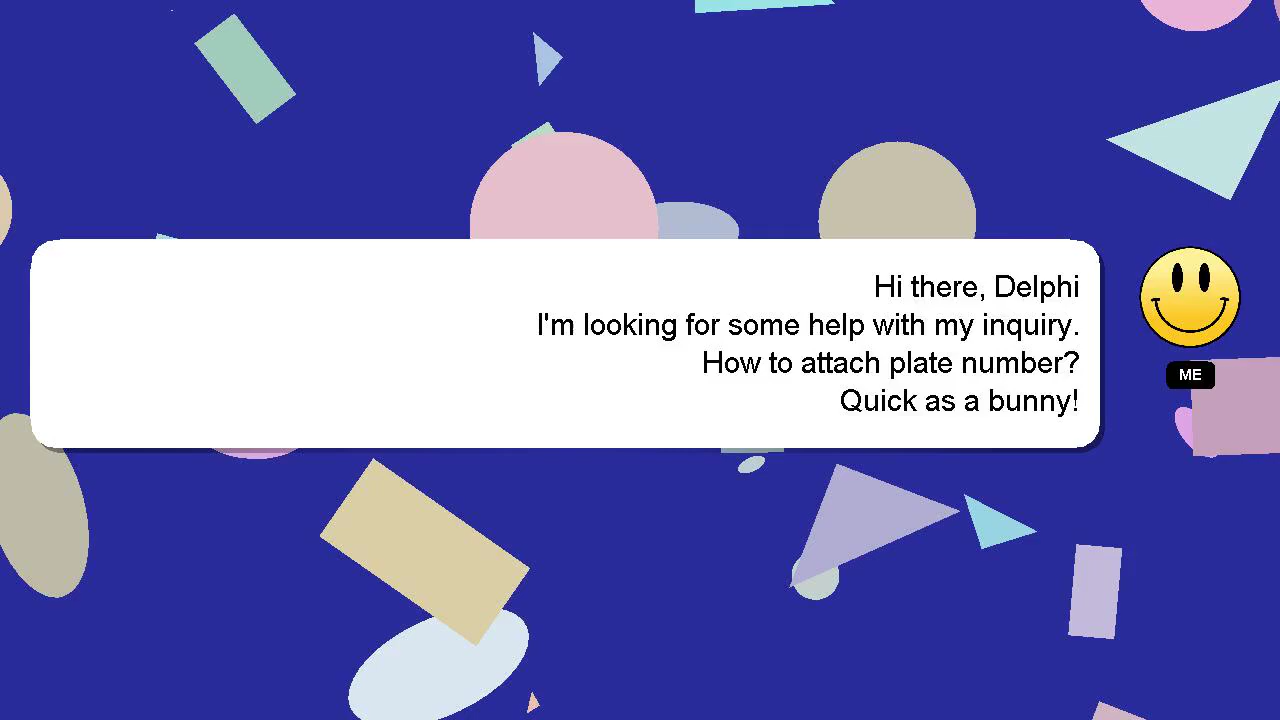 Hi there, Delphi
I'm looking for some help with my inquiry.
How to attach plate number?
Quick as a bunny!
ME